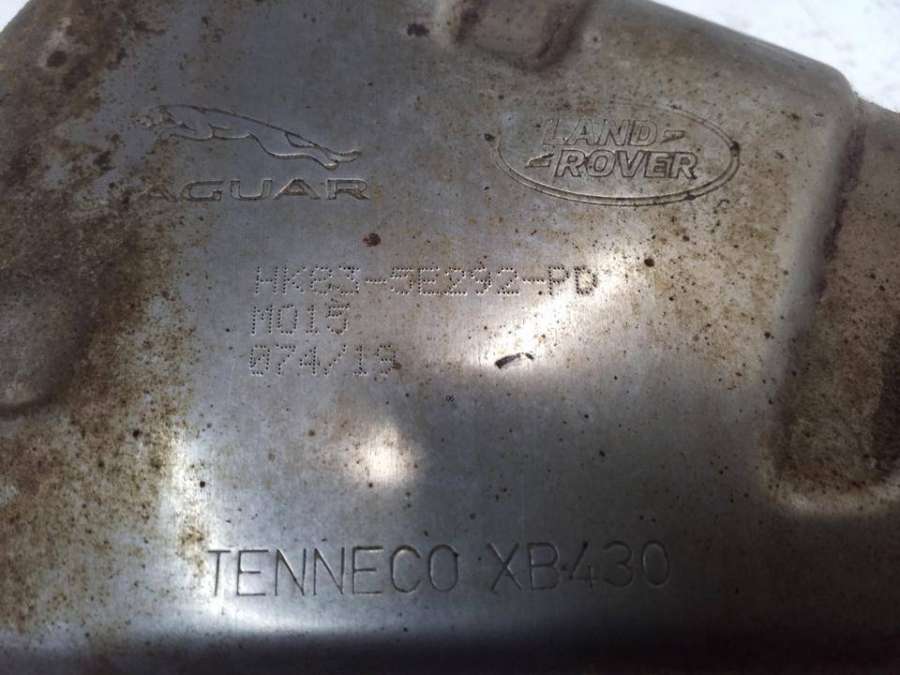 JAGUAR
LAND ROVER
HK83-5E292-PD
M015
074/19
TENNECO XB430